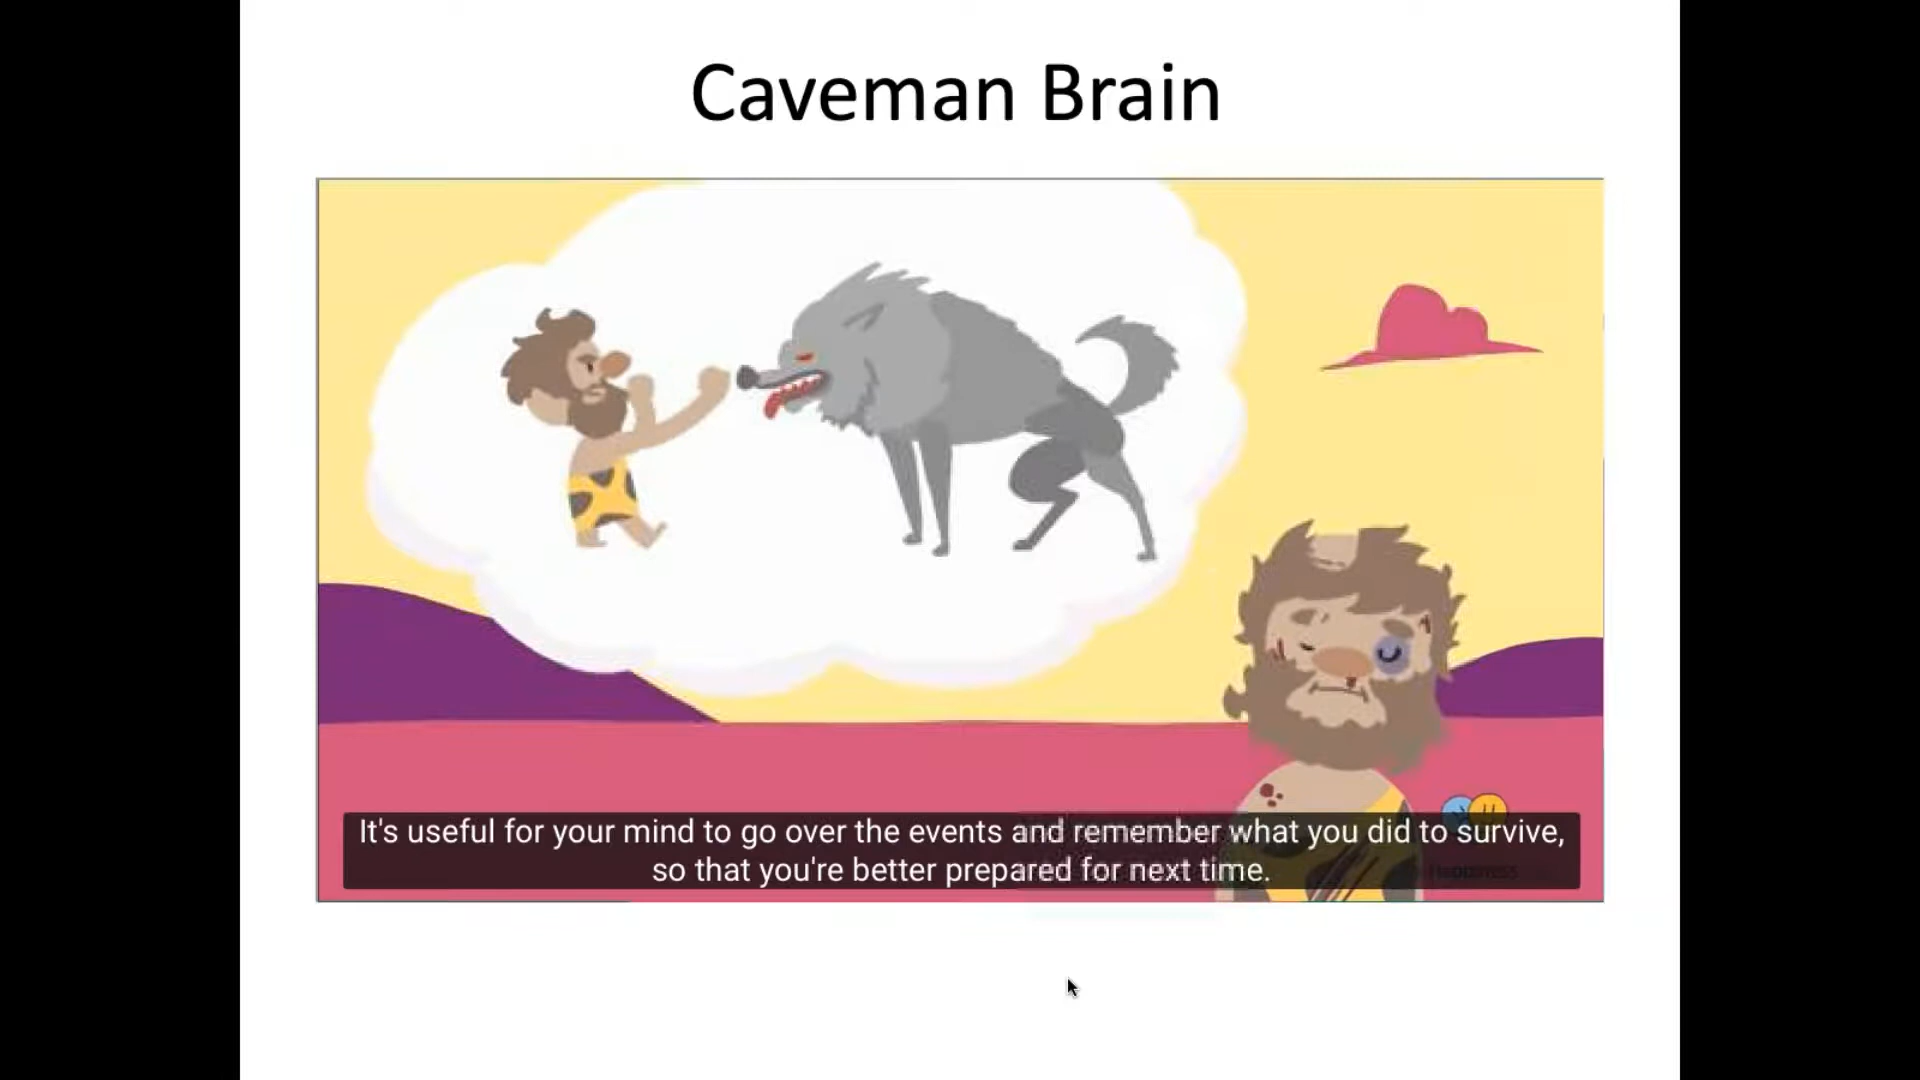 Caveman Brain
It's useful for your mind to go over the events and remember what you did to survive,
so that you're better prepared for next time.
Happiness